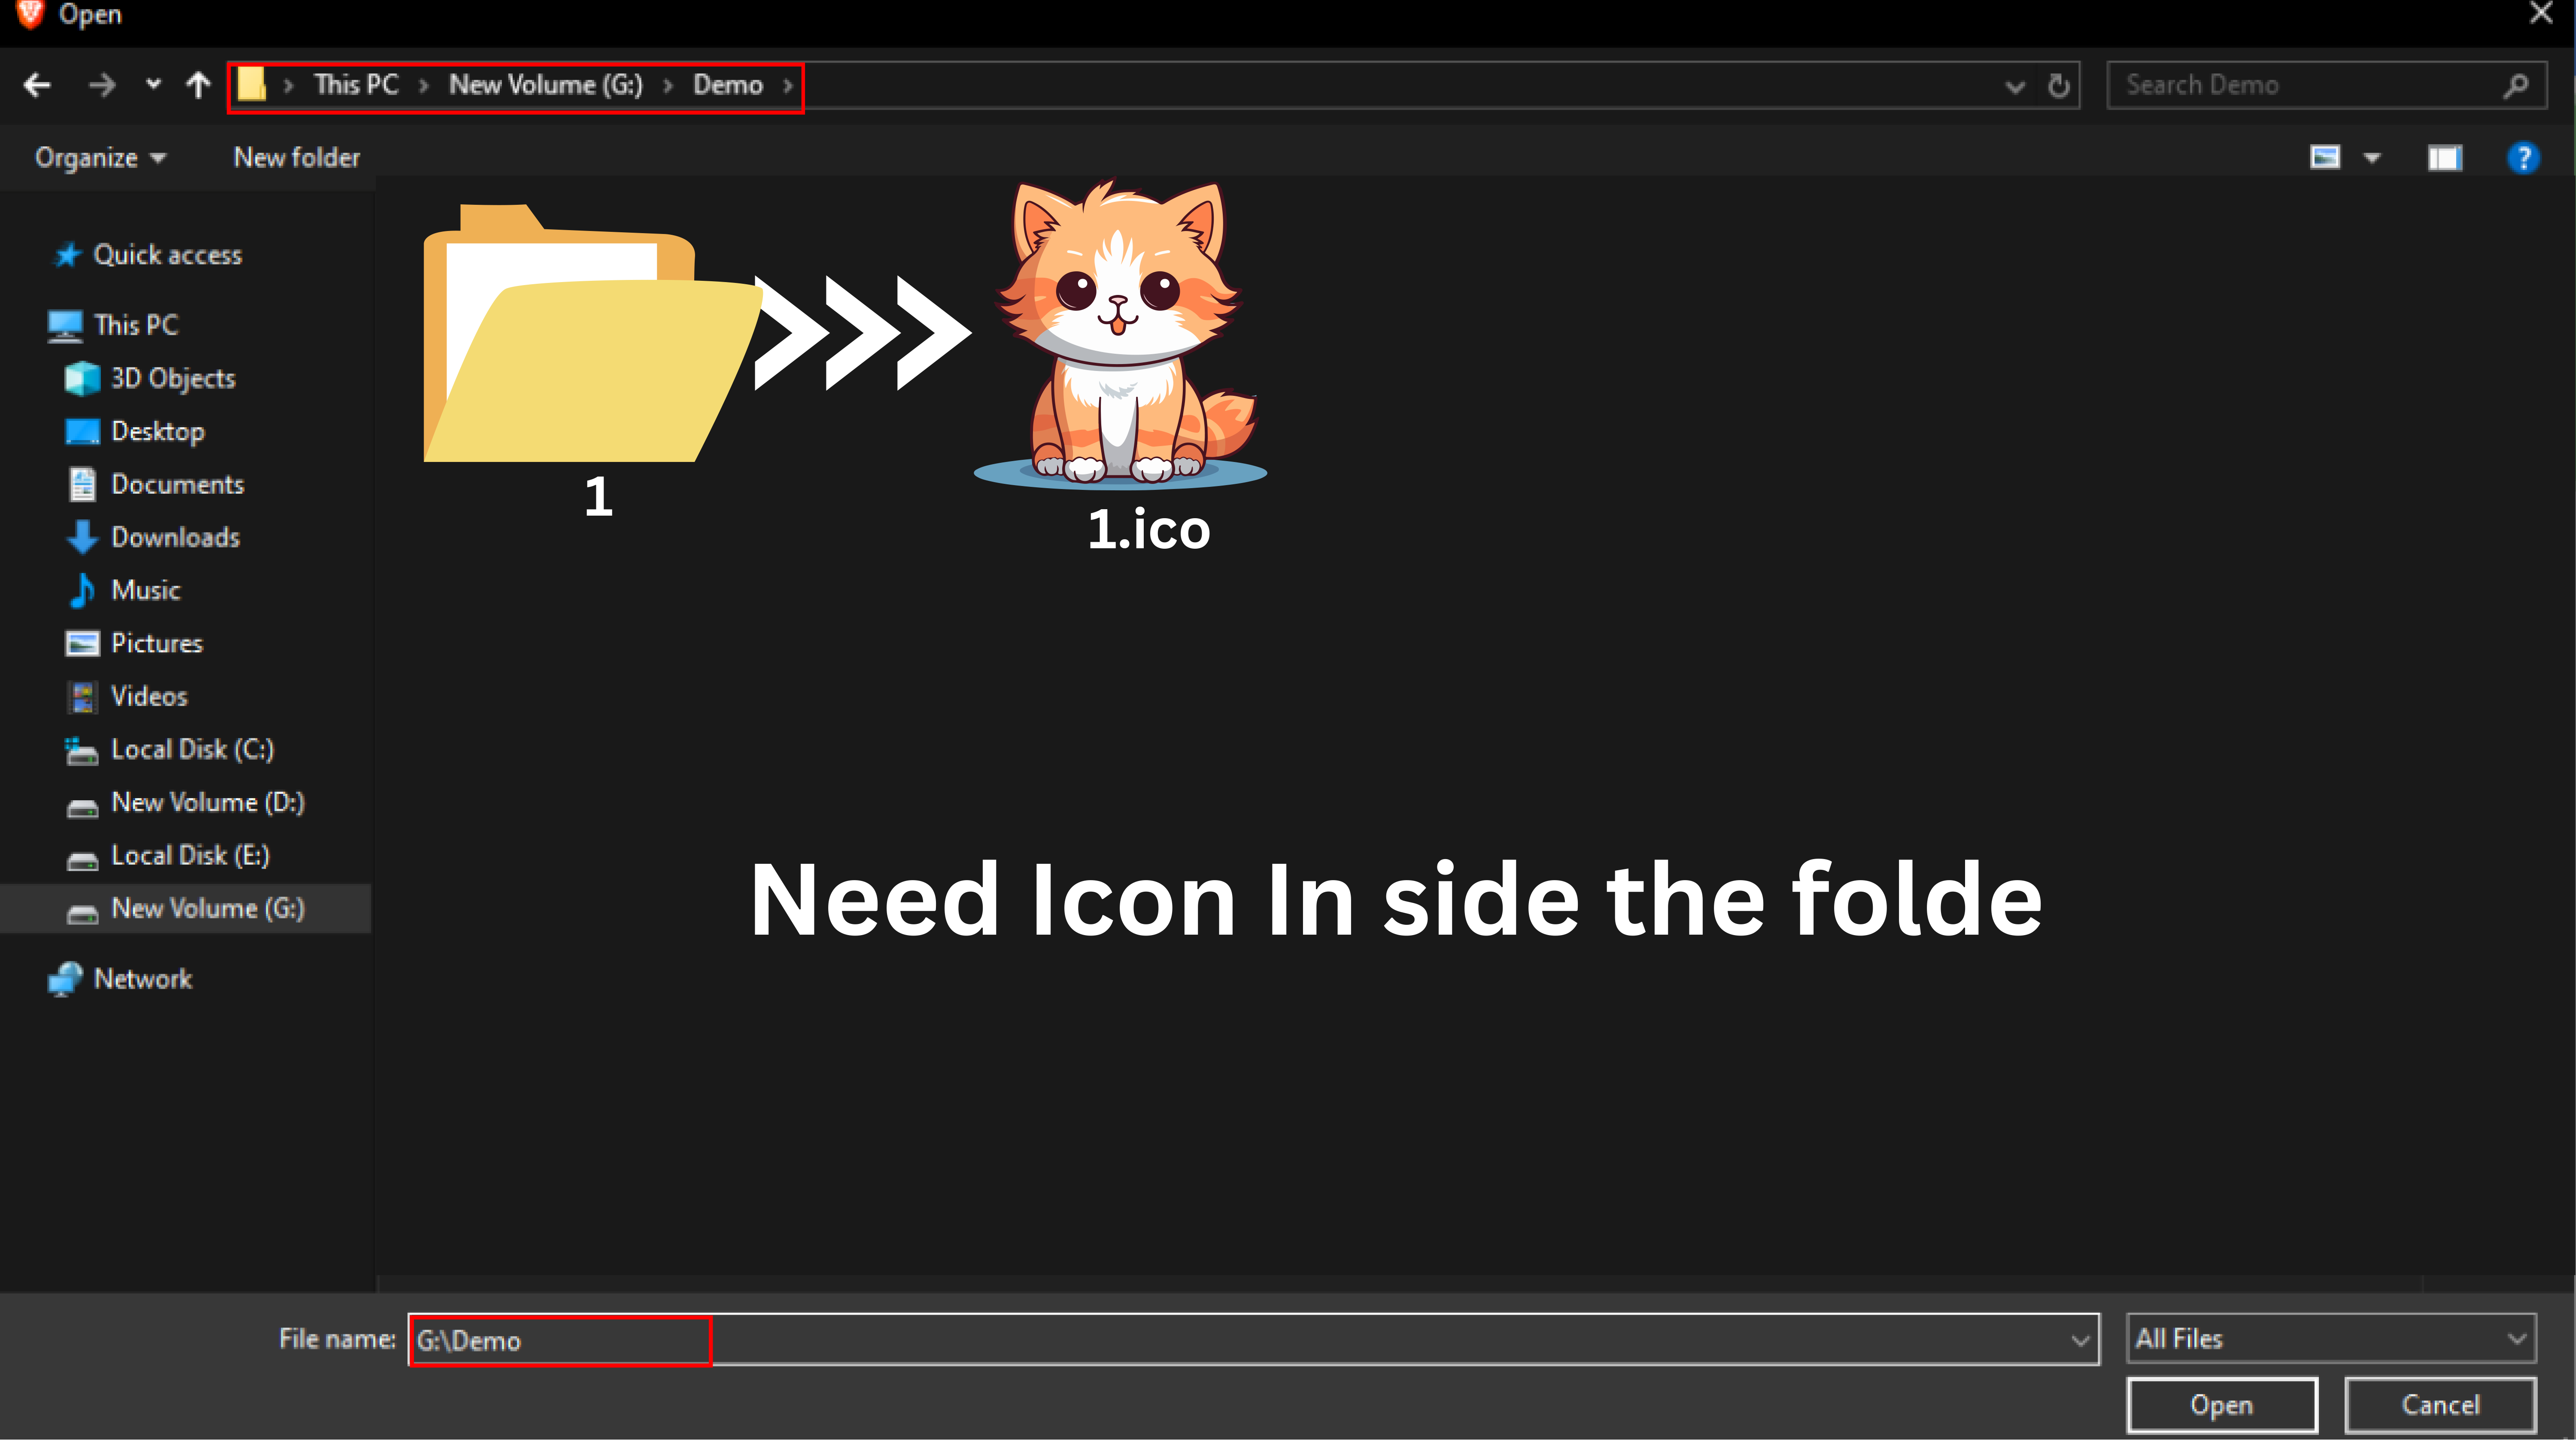 Open
This PC New Volume (G:) Demo
Search Demo
Organize New folder
Quick access
This PC
3D Objects
Desktop
Documents
Downloads
Music
Pictures
Videos
Local Disk (C:)
New Volume (D:)
Local Disk (E:)
New Volume (G:)
Network
1
1.ico
Need Icon In side the folde
File name: G:\Demo
All Files
Open Cancel